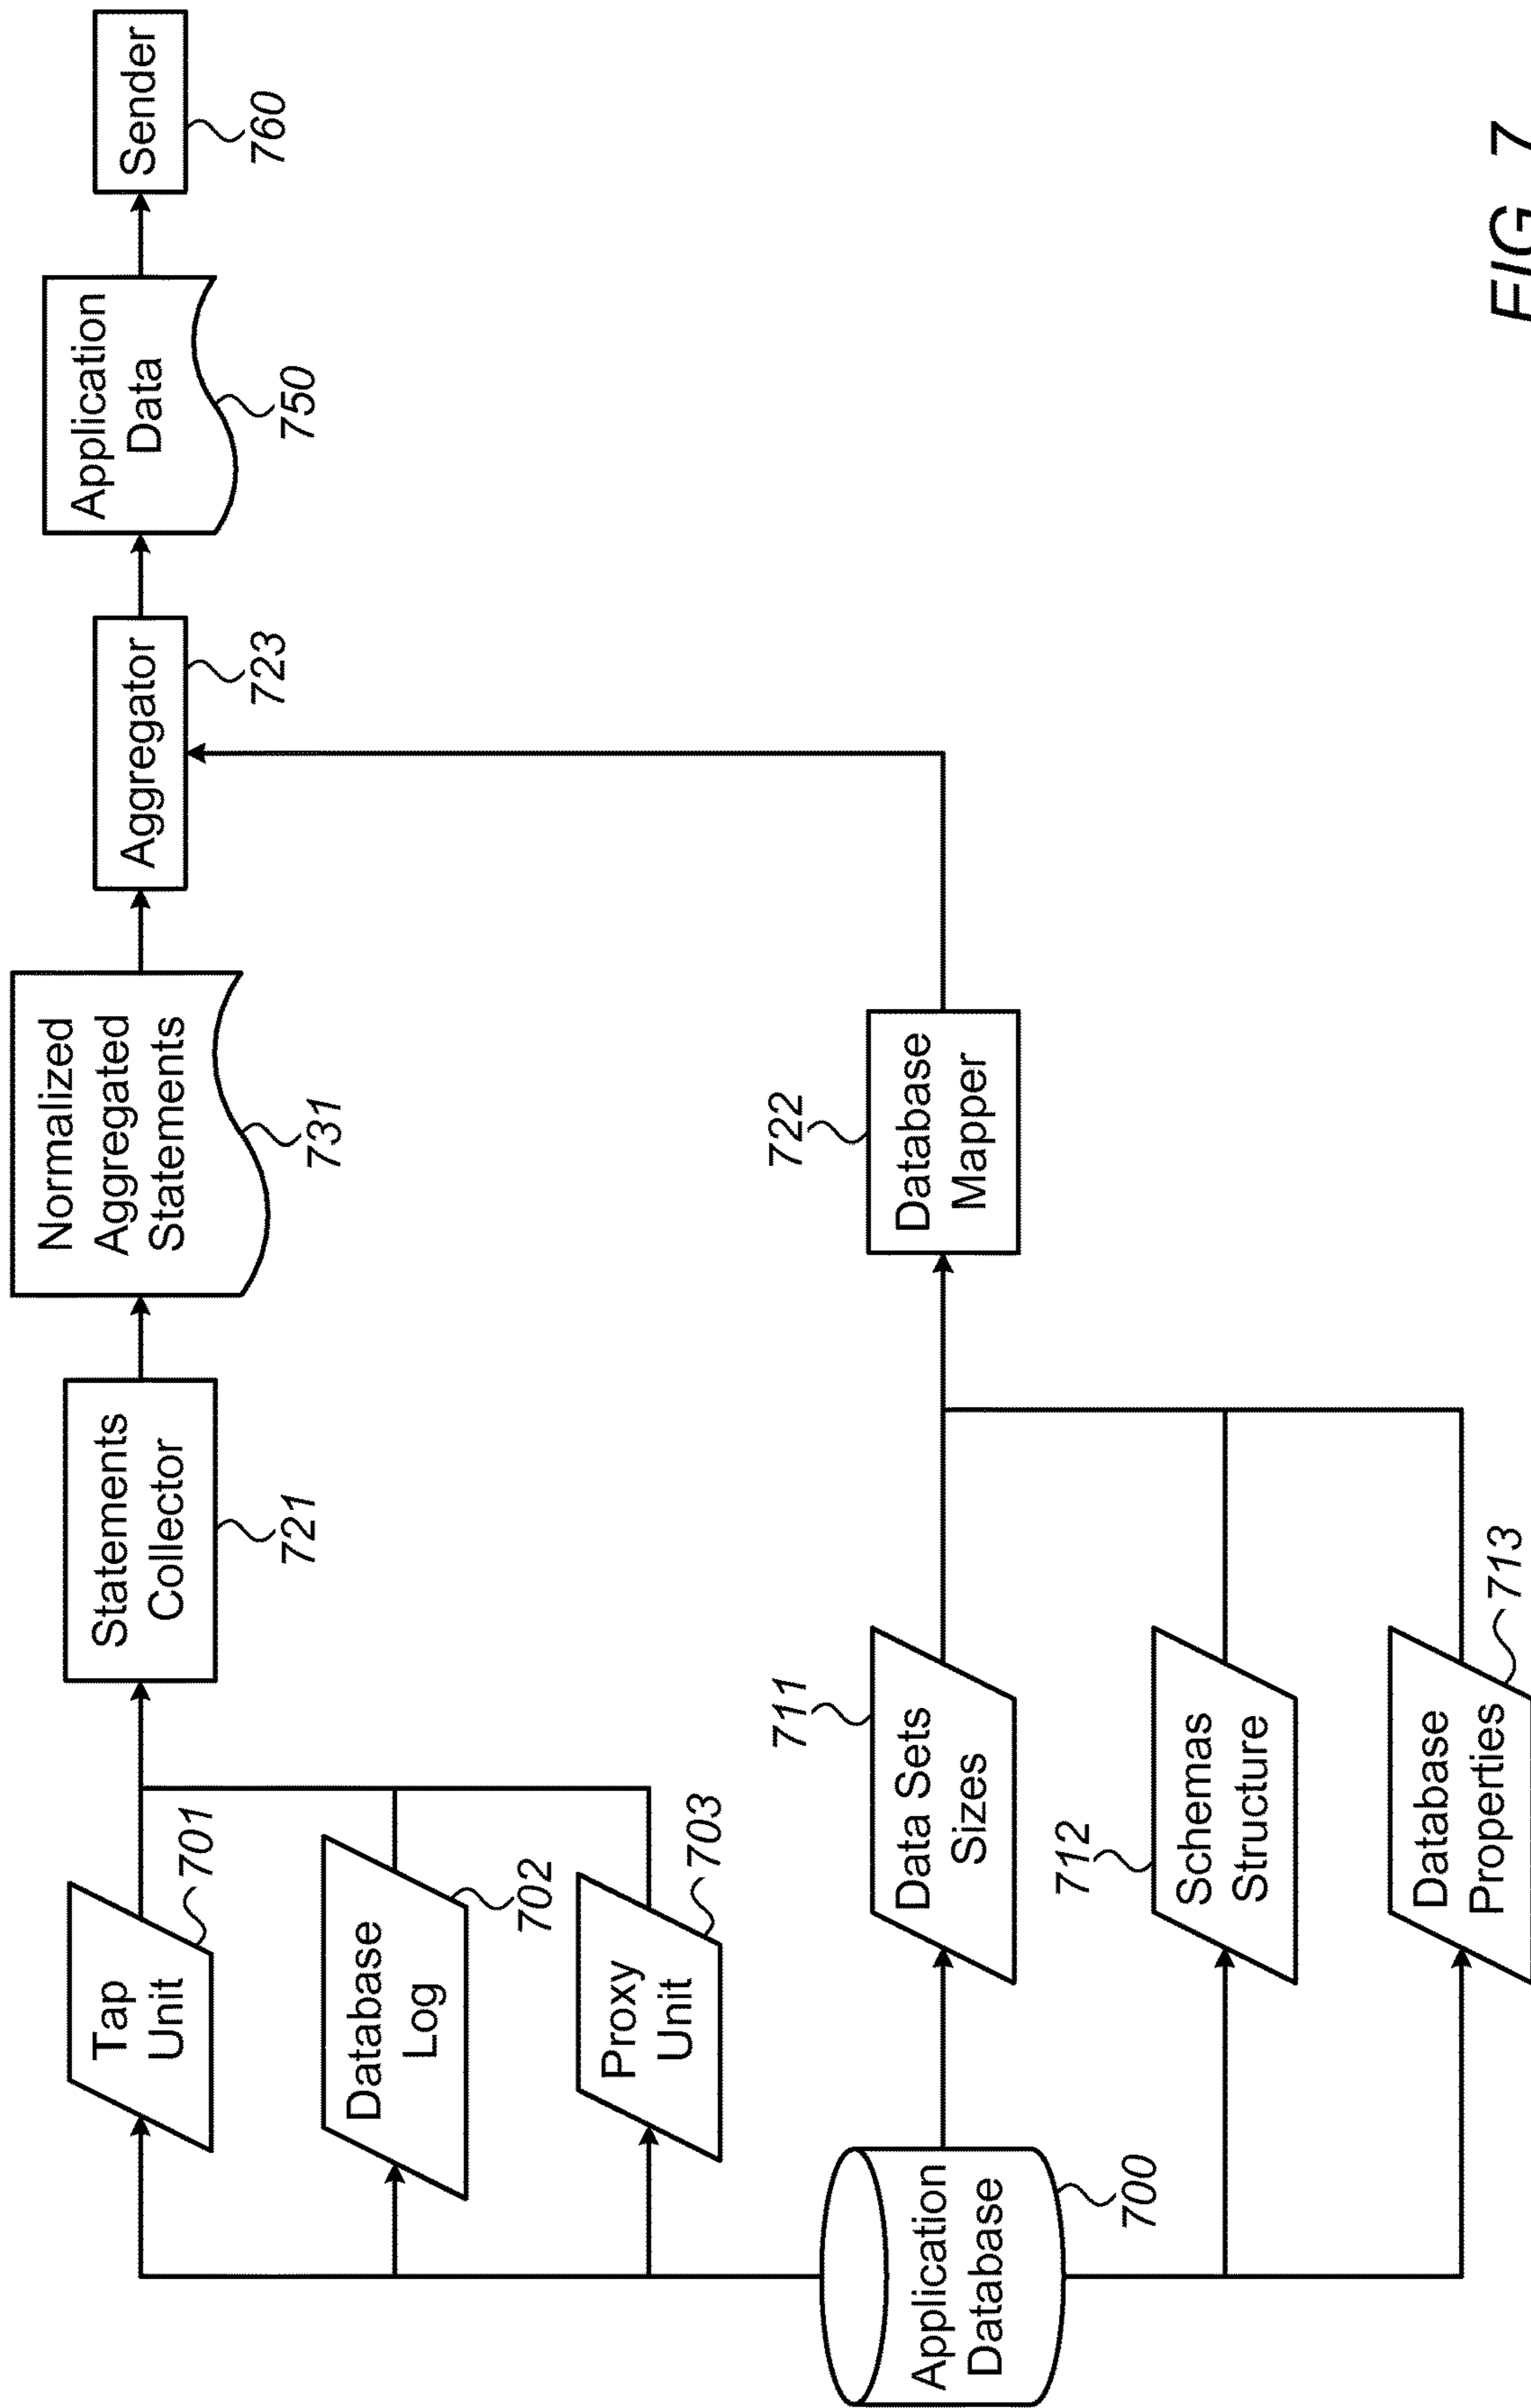 Tap
Unit
701
Database
Log
702
Proxy
Unit
703
Application
Database
700
Data Sets
Sizes
711
Schemas
Structure
712
Database
Properties
713
Statements
Collector
721
Normalized
Aggregated
Statements
731
Database
Mapper
722
Aggregator
723
Application
Data
750
Sender
760
FIG. 7